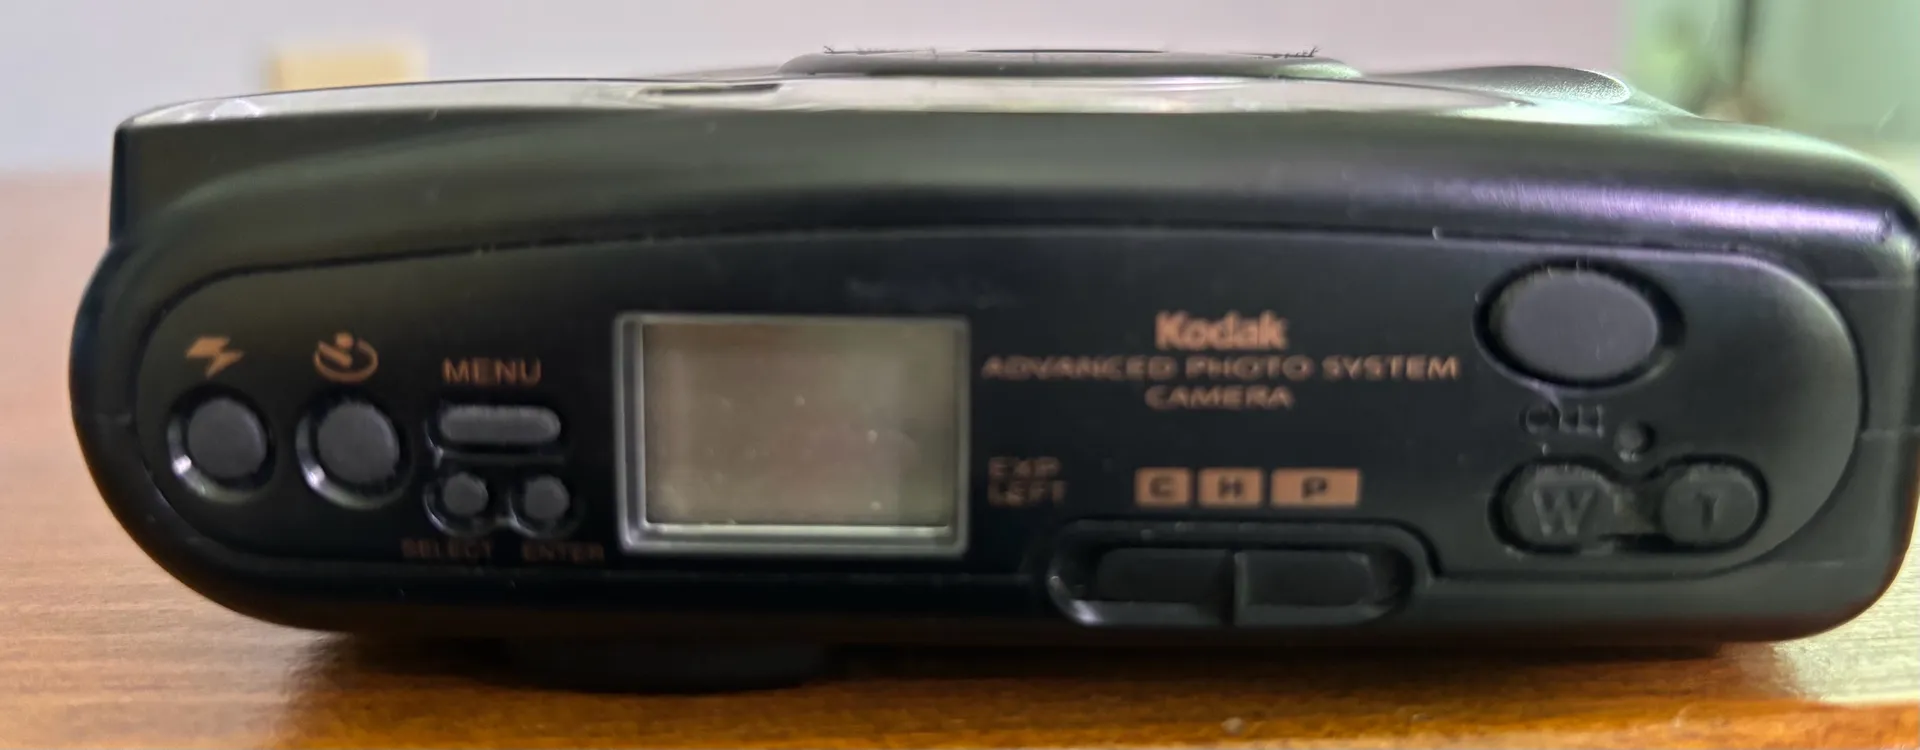 MENU
SELECT ENTER
Kodak
ADVANCED PHOTO SYSTEM
CAMERA
EXP
LEFT
C H P
W T